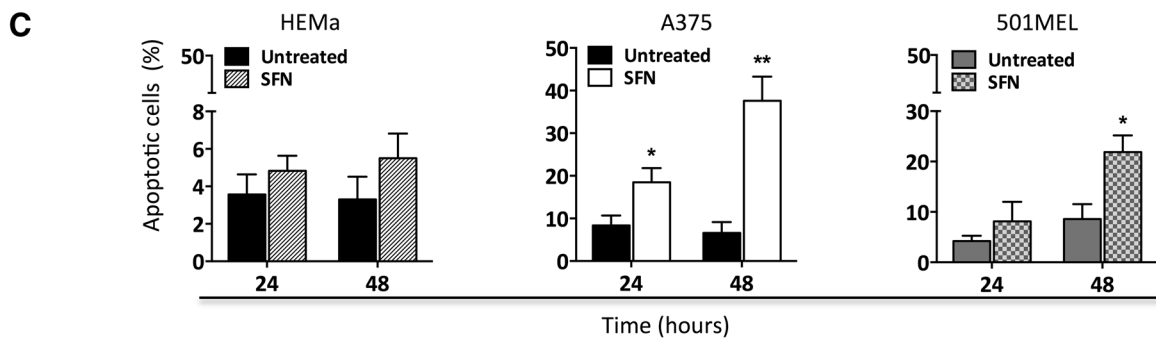 C
HEMa
Apoptotic cells (%)
50
8
6
4
2
0
Untreated
SFN
24
48
A375
50
40
30
20
10
0
Untreated
SFN
*
**
24
48
501MEL
50
30
20
10
0
Untreated
SFN
*
24
48
Time (hours)